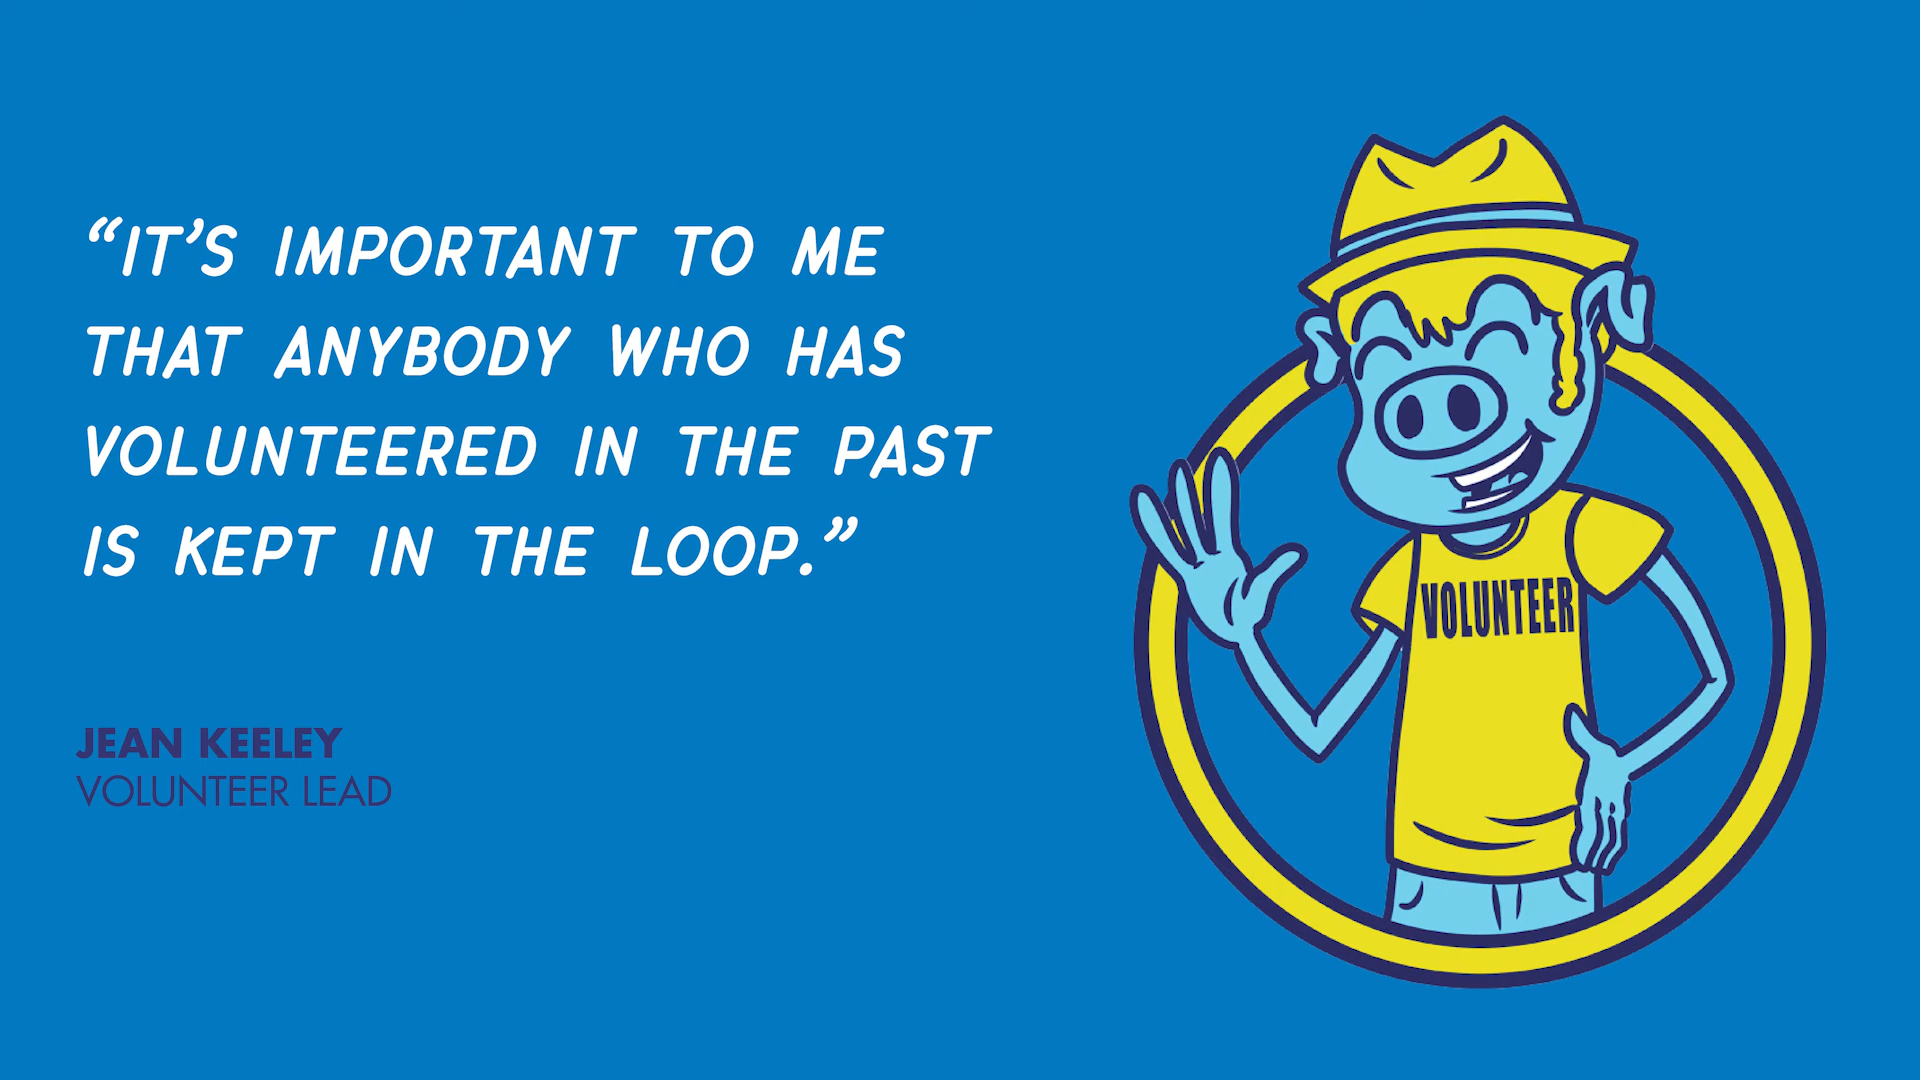 “IT’S IMPORTANT TO ME
THAT ANYBODY WHO HAS
VOLUNTEERED IN THE PAST
IS KEPT IN THE LOOP.”
JEAN KEELEY
VOLUNTEER LEAD
VOLUNTEER